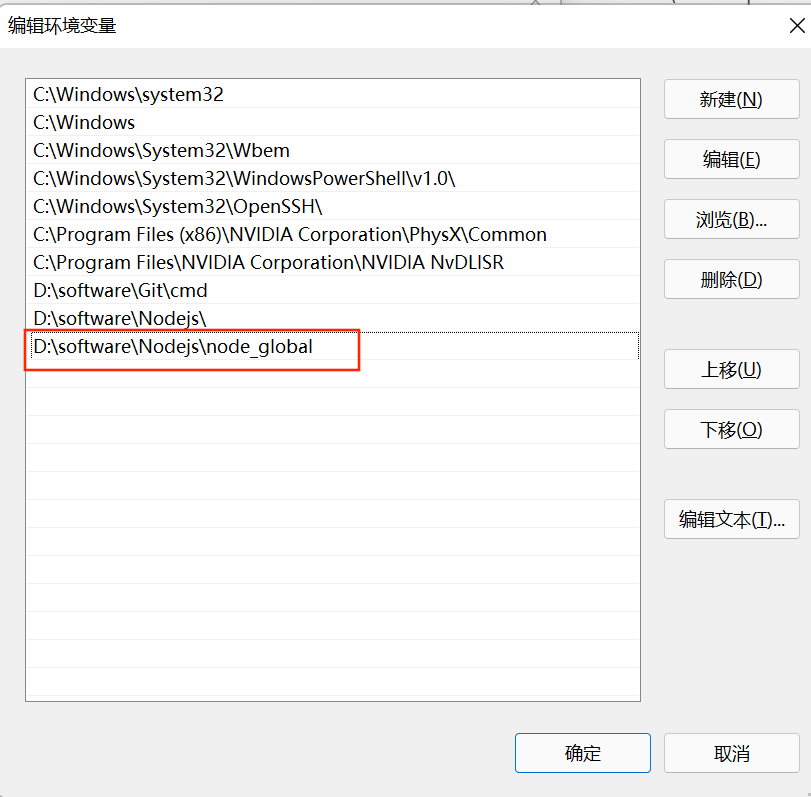 编辑环境变量
C:\Windows\system32
C:\Windows
C:\Windows\System32\Wbem
C:\Windows\System32\WindowsPowerShell\v1.0\
C:\Windows\System32\OpenSSH\
C:\Program Files (x86)\NVIDIA Corporation\PhysX\Common
C:\Program Files\NVIDIA Corporation\NVIDIA NvDLISR
D:\software\Git\cmd
D:\software\Nodejs\
D:\software\Nodejs\node_global
新建(N)
编辑(E)
浏览(B)...
删除(D)
上移(U)
下移(O)
编辑文本(T)...
确定
取消